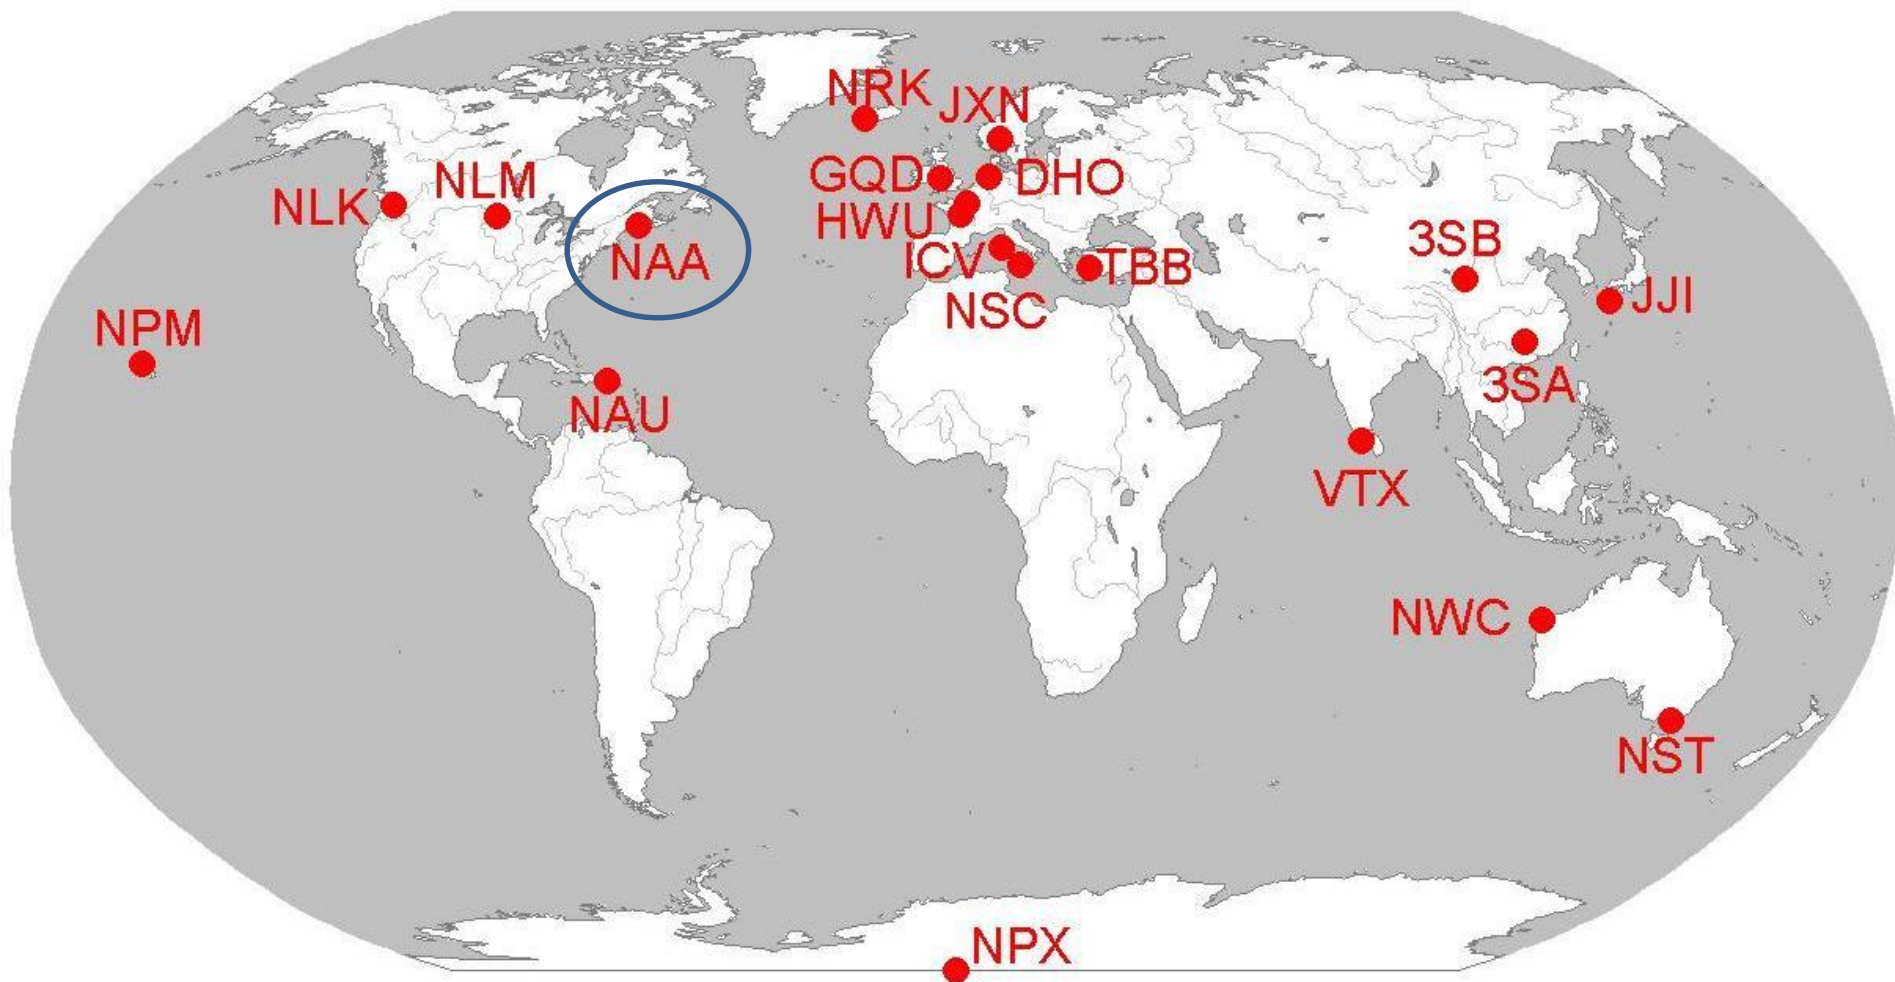 NRK
JXN
GQD
DHO
NLM
NLK
HWU
NAA
ICV
TBB
3SB
NSC
JJI
NPM
3SA
NAU
VTX
NWC
NST
NPX